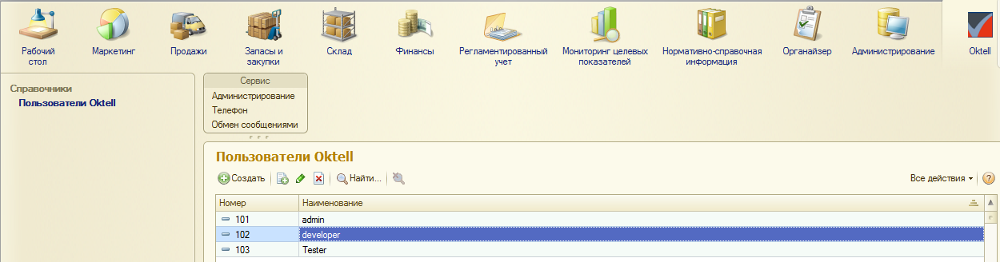 Рабочий
стол
Маркетинг
Продажи
Запасы и
закупки
Склад
Финансы
Регламентированный
учет
Мониторинг целевых
показателей
Нормативно-справочная
информация
Органайзер
Администрирование
Oktell
Справочники
Пользователи Oktell
Сервис
Администрирование
Телефон
Обмен сообщениями
Пользователи Oktell
Создать Найти... Все действия
Номер Наименование
101 admin
102 developer
103 Tester